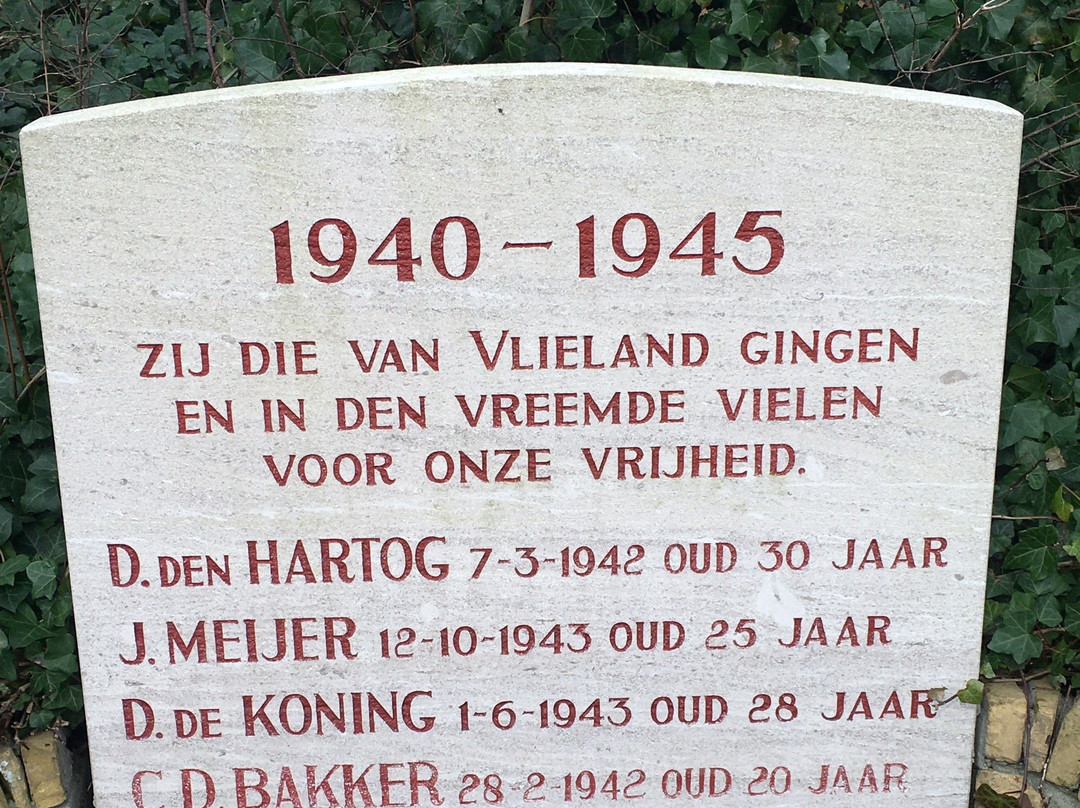 1940 – 1945
ZIJ DIE VAN VLIELAND GINGEN
EN IN DEN VREEMDE VIELEN
VOOR ONZE VRIJHEID.
D. DEN HARTOG 7-3-1942 OUD 30 JAAR
J. MEIJER 12-10-1943 OUD 25 JAAR
D. DE KONING 1-6-1943 OUD 28 JAAR
C.D. BAKKER 28-2-1942 OUD 20 JAAR